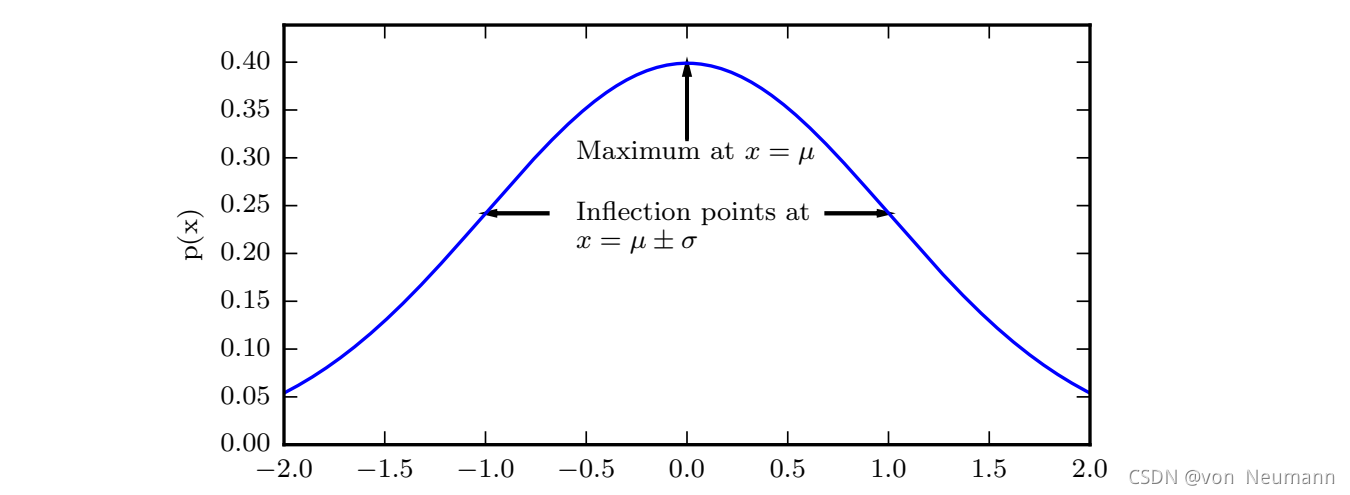 0.40
0.35
0.30
0.25
0.20
0.15
0.10
0.05
0.00
p(x)
Maximum at x = μ
Inflection points at
x = μ ± σ
−2.0 −1.5 −1.0 −0.5 0.0 0.5 1.0 1.5 2.0
CSDN @von Neumann